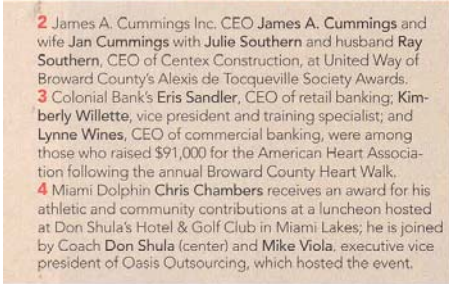 2 James A. Cummings Inc. CEO James A. Cummings and
wife Jan Cummings with Julie Southern and husband Ray
Southern, CEO of Centex Construction, at United Way of
Broward County's Alexis de Tocqueville Society Awards.
3 Colonial Bank's Eris Sandler, CEO of retail banking; Kim-
berly Willette, vice president and training specialist; and
Lynne Wines, CEO of commercial banking, were among
those who raised $91,000 for the American Heart Associa-
tion following the annual Broward County Heart Walk.
4 Miami Dolphin Chris Chambers receives an award for his
athletic and community contributions at a luncheon hosted
at Don Shula's Hotel & Golf Club in Miami Lakes; he is joined
by Coach Don Shula (center) and Mike Viola, executive vice
president of Oasis Outsourcing, which hosted the event.